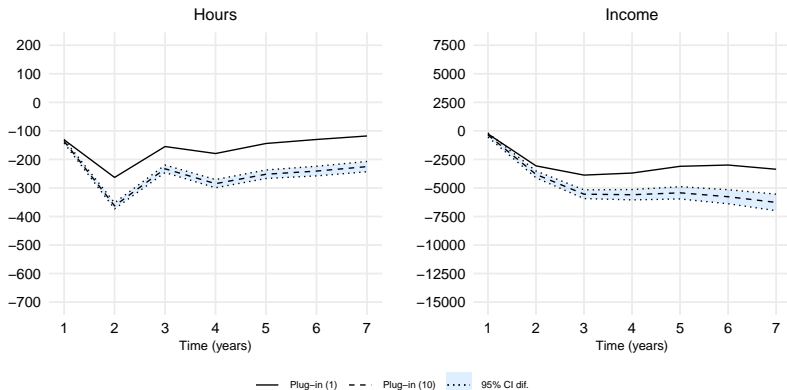 Hours
Income
200
100
0
−100
−200
−300
−400
−500
−600
−700
1 2 3 4 5 6 7
Time (years)
7500
5000
2500
0
−2500
−5000
−7500
−10000
−12500
−15000
1 2 3 4 5 6 7
Time (years)
Plug−in (1) Plug−in (10) 95% CI dif.